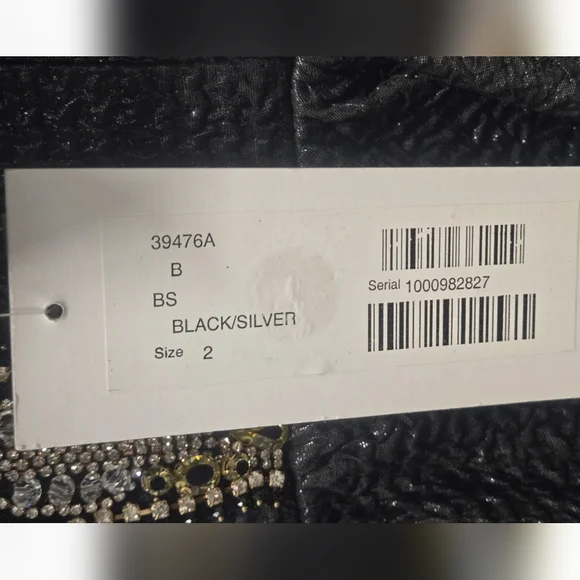 39476A
B
BS
BLACK/SILVER
Size 2
Serial 1000982827